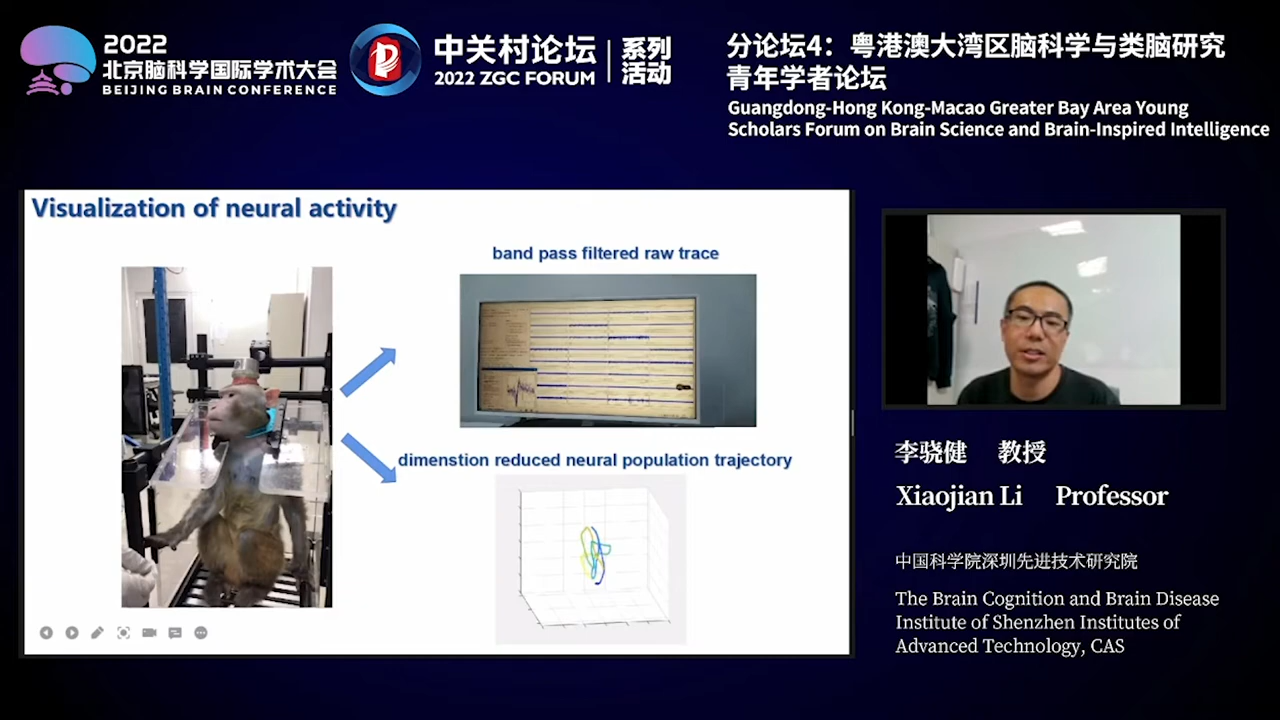 2022
北京脑科学国际学术大会
BEIJING BRAIN CONFERENCE
中关村论坛
2022 ZGC FORUM
系列
活动
分论坛4：粤港澳大湾区脑科学与类脑研究
青年学者论坛
Guangdong-Hong Kong-Macao Greater Bay Area Young
Scholars Forum on Brain Science and Brain-Inspired Intelligence
Visualization of neural activity
band pass filtered raw trace
dimenstion reduced neural population trajectory
李骁健 教授
Xiaojian Li Professor
中国科学院深圳先进技术研究院
The Brain Cognition and Brain Disease
Institute of Shenzhen Institutes of
Advanced Technology, CAS